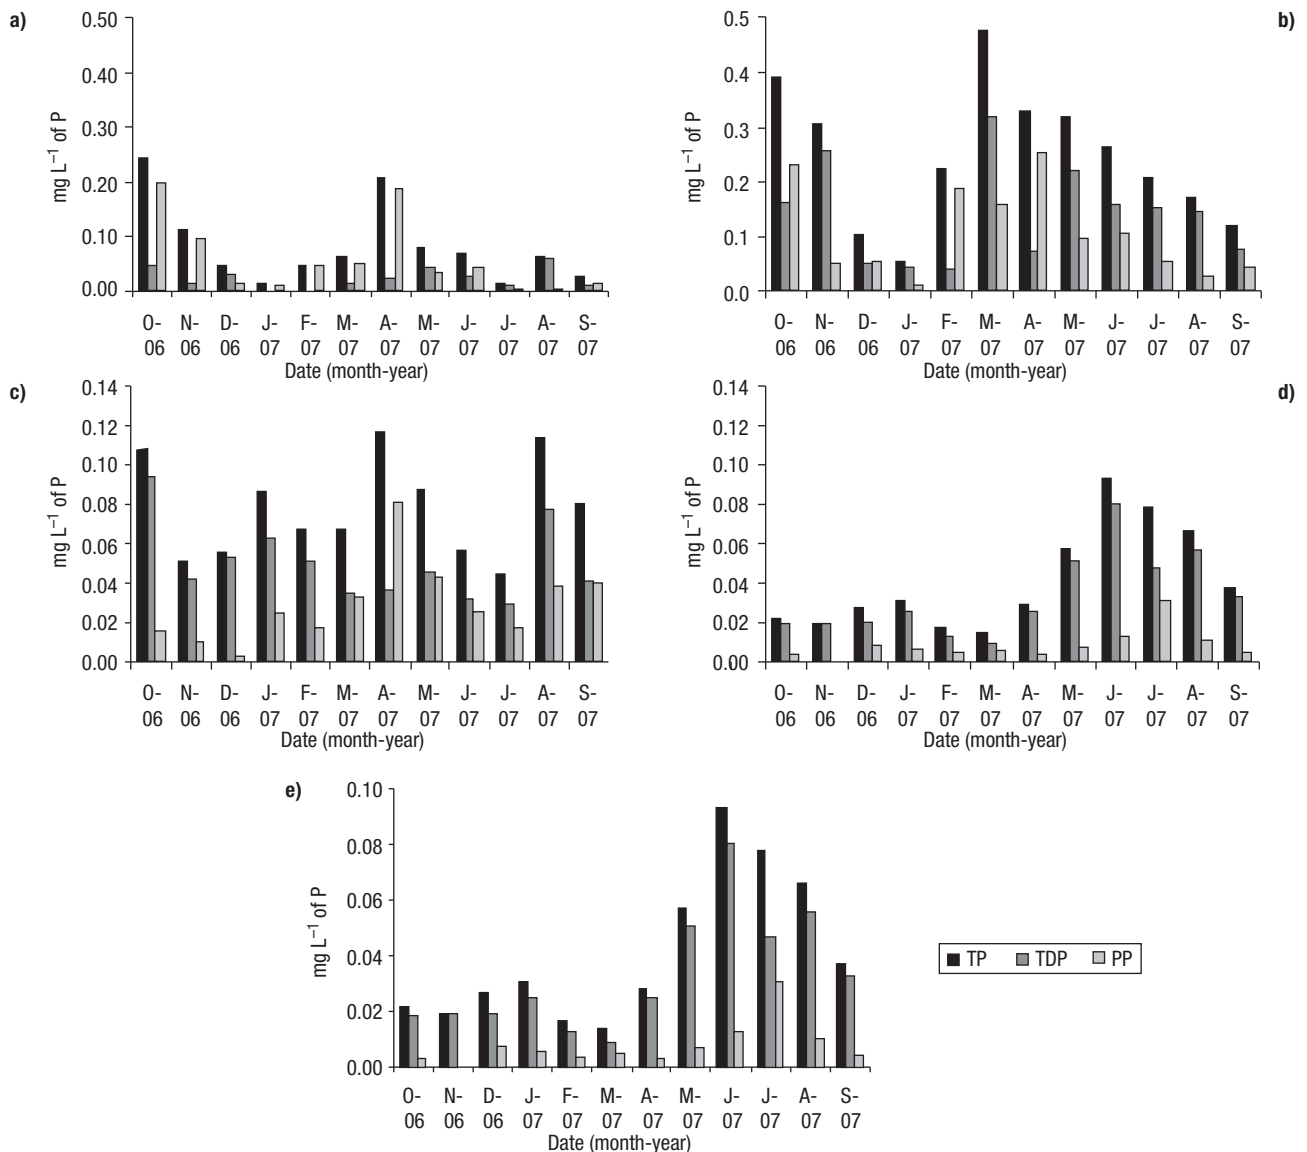 a)
0.50
0.40
0.30
0.20
0.10
0.00
mg L⁻¹ of P
O- N- D- J- F- M- A- M- J- J- A- S-
06 06 06 07 07 07 07 07 07 07 07 07
Date (month-year)
b)
0.5
0.4
0.3
0.2
0.1
0.0
mg L⁻¹ of P
O- N- D- J- F- M- A- M- J- J- A- S-
06 06 06 07 07 07 07 07 07 07 07 07
Date (month-year)
c)
0.14
0.12
0.10
0.08
0.06
0.04
0.02
0.00
mg L⁻¹ of P
O- N- D- J- F- M- A- M- J- J- A- S-
06 06 06 07 07 07 07 07 07 07 07 07
Date (month-year)
d)
0.14
0.12
0.10
0.08
0.06
0.04
0.02
0.00
mg L⁻¹ of P
O- N- D- J- F- M- A- M- J- J- A- S-
06 06 06 07 07 07 07 07 07 07 07 07
Date (month-year)
e)
0.10
0.08
0.06
0.04
0.02
0.00
mg L⁻¹ of P
O- N- D- J- F- M- A- M- J- J- A- S-
06 06 06 07 07 07 07 07 07 07 07 07
Date (month-year)
TP TDP PP